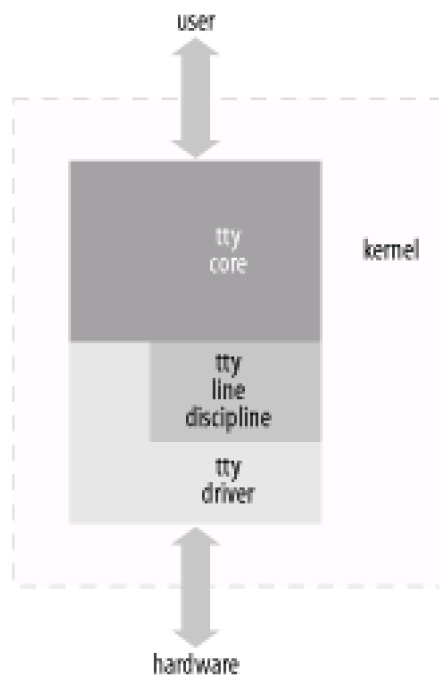 user
tty
core
kernel
tty
line
discipline
tty
driver
hardware